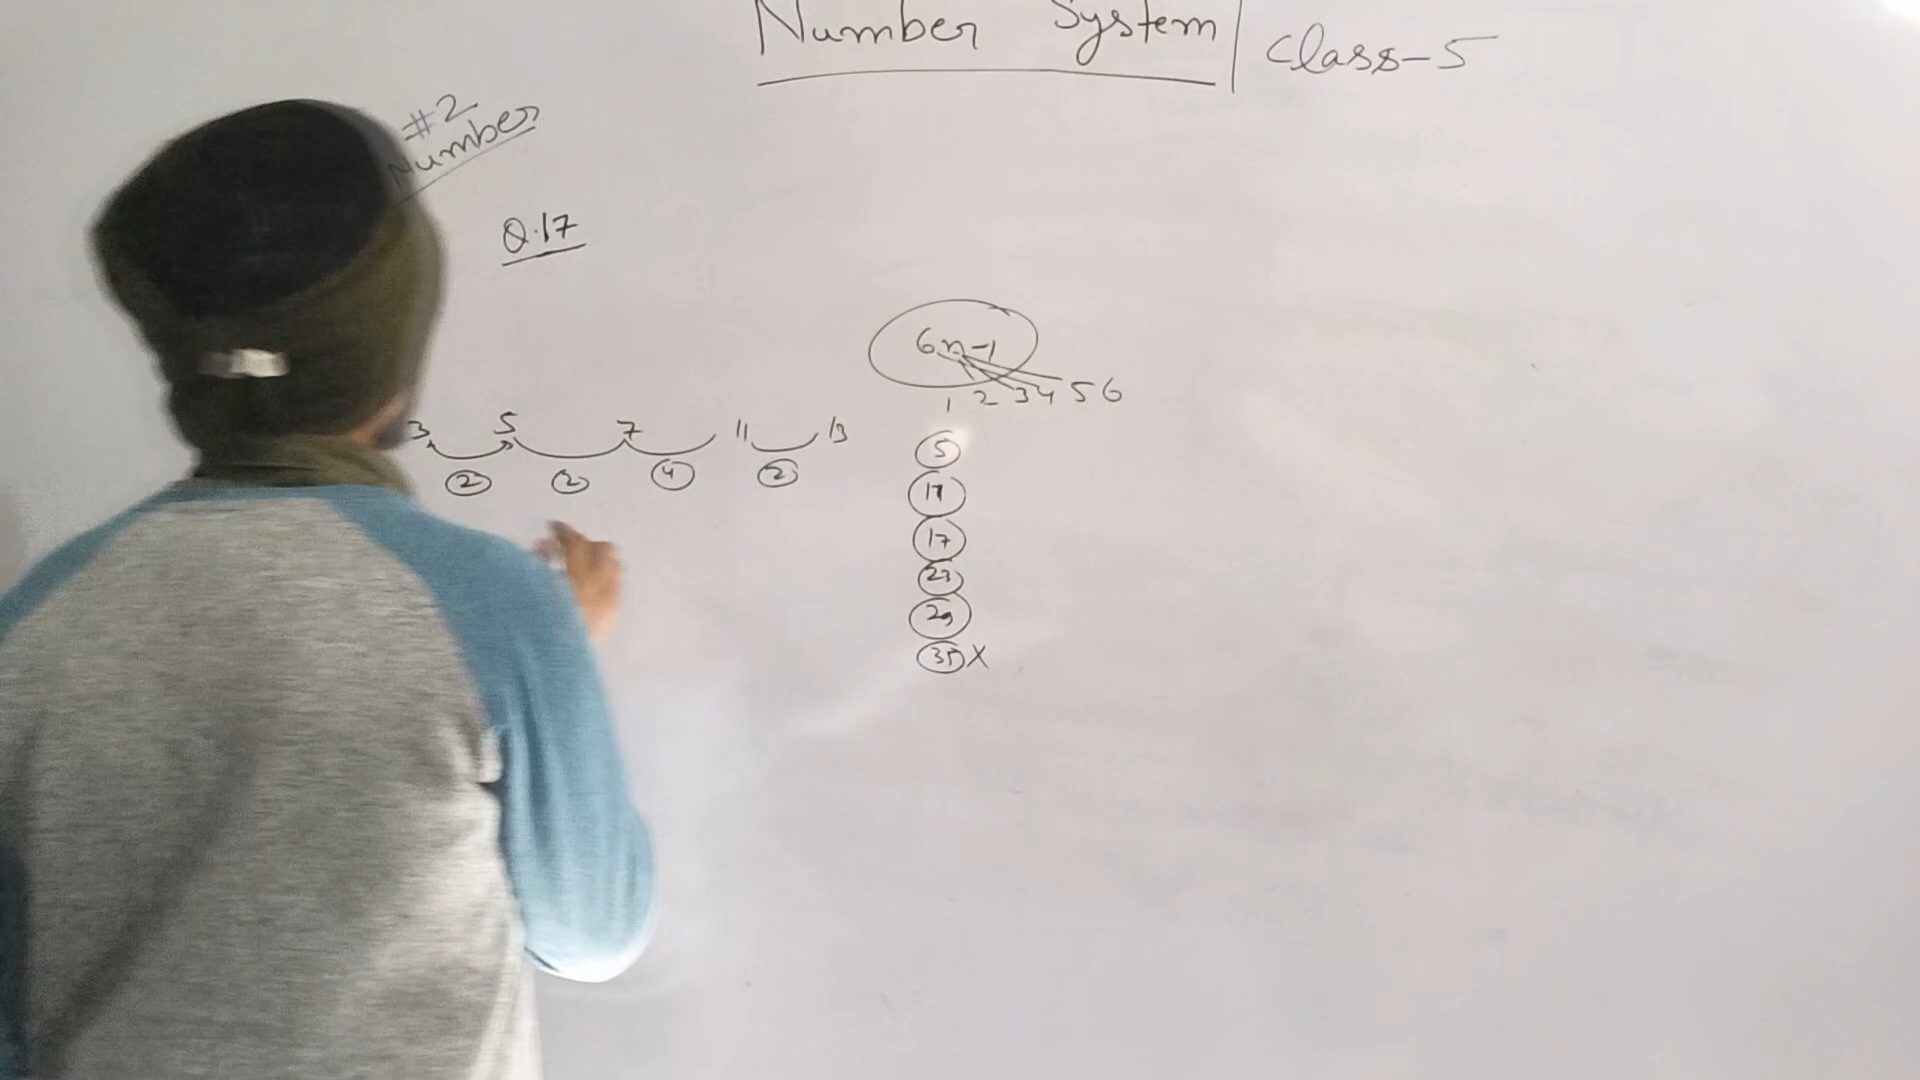 Number System | Class-5
#2
Number
Q.17
6n-1
1 2 3 4 5 6
3 5 7 11 13
2 2 4 2
5
11
17
23
29
35 X